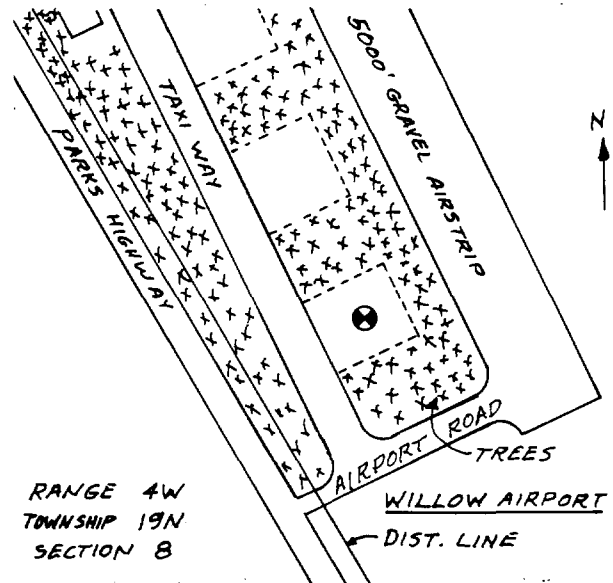 TAXI WAY
5000' GRAVEL AIRSTRIP
N
PARKS HIGHWAY
AIRPORT ROAD
TREES
RANGE 4W
TOWNSHIP 19N
SECTION 8
WILLOW AIRPORT
DIST. LINE